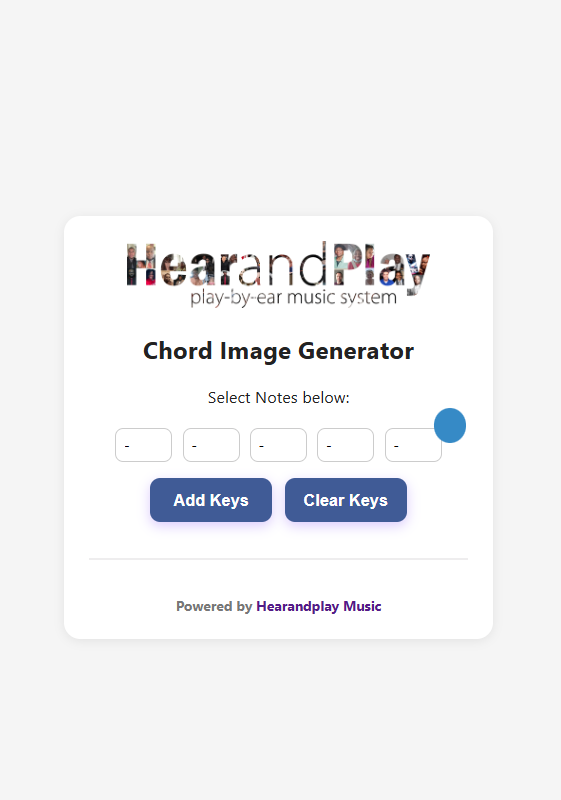 HearandPlay
play-by-ear music system
Chord Image Generator
Select Notes below:
- - - - -
Add Keys Clear Keys
Powered by Hearandplay Music